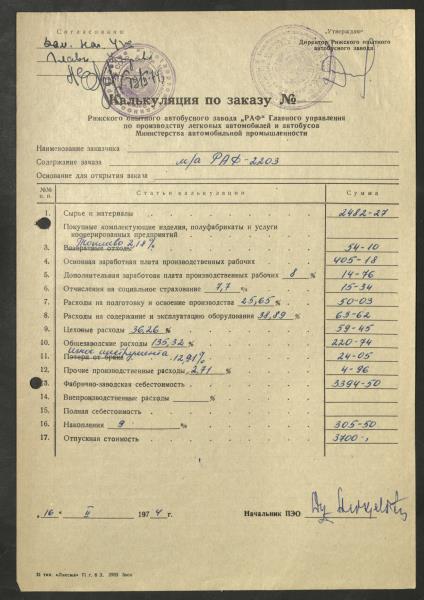 Согласовано
„Утверждаю“
Директор Рижского опытного
автобусного завода
Калькуляция по заказу №
Рижского опытного автобусного завода „РАФ“ Главного управления
по производству легковых автомобилей и автобусов
Министерства автомобильной промышленности
Наименование заказчика
Содержание заказа м/а РАФ-2203
Основание для открытия заказа
№№ п. п. Статьи калькуляции Сумма
1. Сырье и материалы 2482-27
2. Покупные комплектующие изделия, полуфабрикаты и услуги
кооперированных предприятий
Топливо 2,18%
3. Возвратные отходы 54-10
4. Основная заработная плата производственных рабочих 405-18
5. Дополнительная заработная плата производственных рабочих 8 % 14-76
6. Отчисления на социальное страхование 7,7 % 15-34
7. Расходы на подготовку и освоение производства 25,65 % 50-03
8. Расходы на содержание и эксплуатацию оборудования 38,89 % 63-62
9. Цеховые расходы 36,26 % 59-45
10. Общезаводские расходы 135,32 % 220-74
Износ инструмента
11. Потери от брака 12,91% 24-05
12. Прочие производственные расходы 2,71 % 4-96
13. Фабрично-заводская себестоимость 3394-50
14. Внепроизводственные расходы %
15. Полная себестоимость
16. Накопления 9 % 305-50
17. Отпускная стоимость 3700-
„16“ II 1974 г. Начальник ПЭО